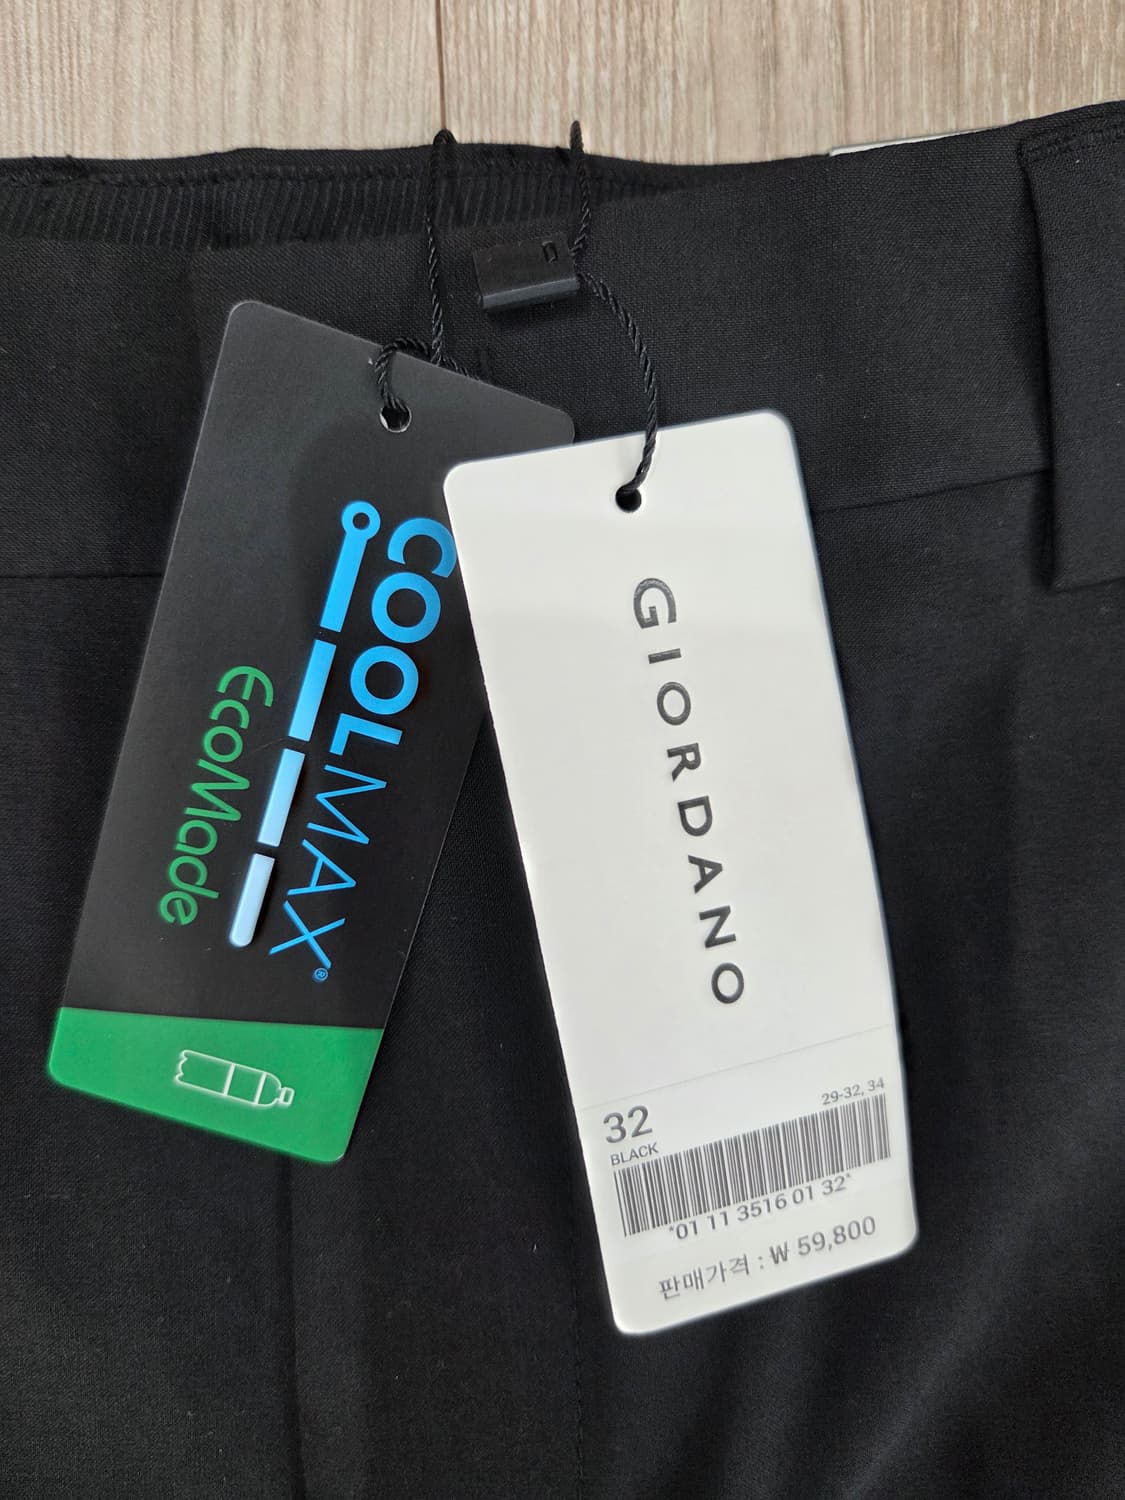 COOLMAX®
EcoMade
GIORDANO
32
29-32, 34
BLACK
*01 11 3516 01 32*
판매가격 : ₩ 59,800